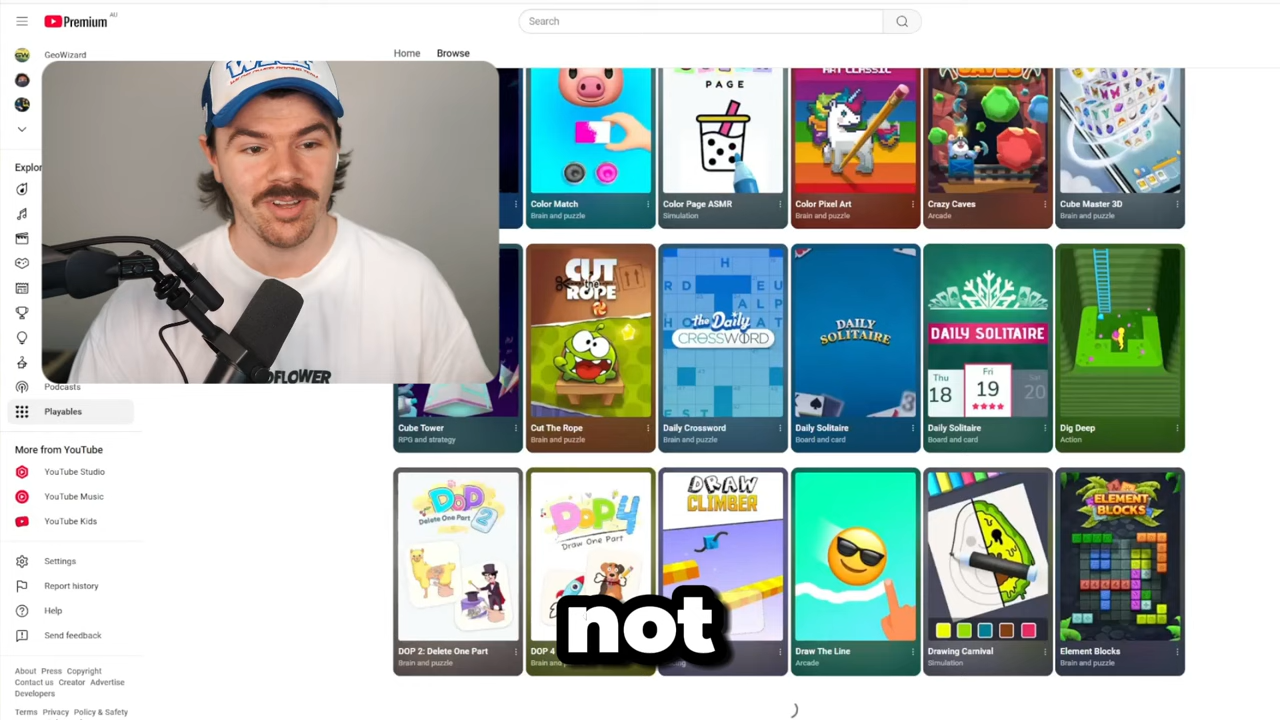 Premium AU
Search
GeoWizard
Home
Browse
Explor
Podcasts
Playables
More from YouTube
YouTube Studio
YouTube Music
YouTube Kids
Settings
Report history
Help
Send feedback
About Press Copyright
Contact us Creator Advertise
Developers
Terms Privacy Policy & Safety
PAGE
Color Match
Brain and puzzle
Color Page ASMR
Simulation
Color Pixel Art
Brain and puzzle
Crazy Caves
Arcade
Cube Master 3D
Brain and puzzle
CUT
the
ROPE
the Daily
CROSSWORD
DAILY
SOLITAIRE
DAILY SOLITAIRE
Thu
18
Fri
19
Sat
20
Cube Tower
RPG and strategy
Cut The Rope
Brain and puzzle
Daily Crossword
Brain and puzzle
Daily Solitaire
Board and card
Daily Solitaire
Board and card
Dig Deep
Action
DOP
Delete One Part
2
DOP 4
Draw One Part
DRAW
CLIMBER
ELEMENT
BLOCKS
not
DOP 2: Delete One Part
Brain and puzzle
DOP 4
Brain and
Draw The Line
Arcade
Drawing Carnival
Simulation
Element Blocks
Brain and puzzle